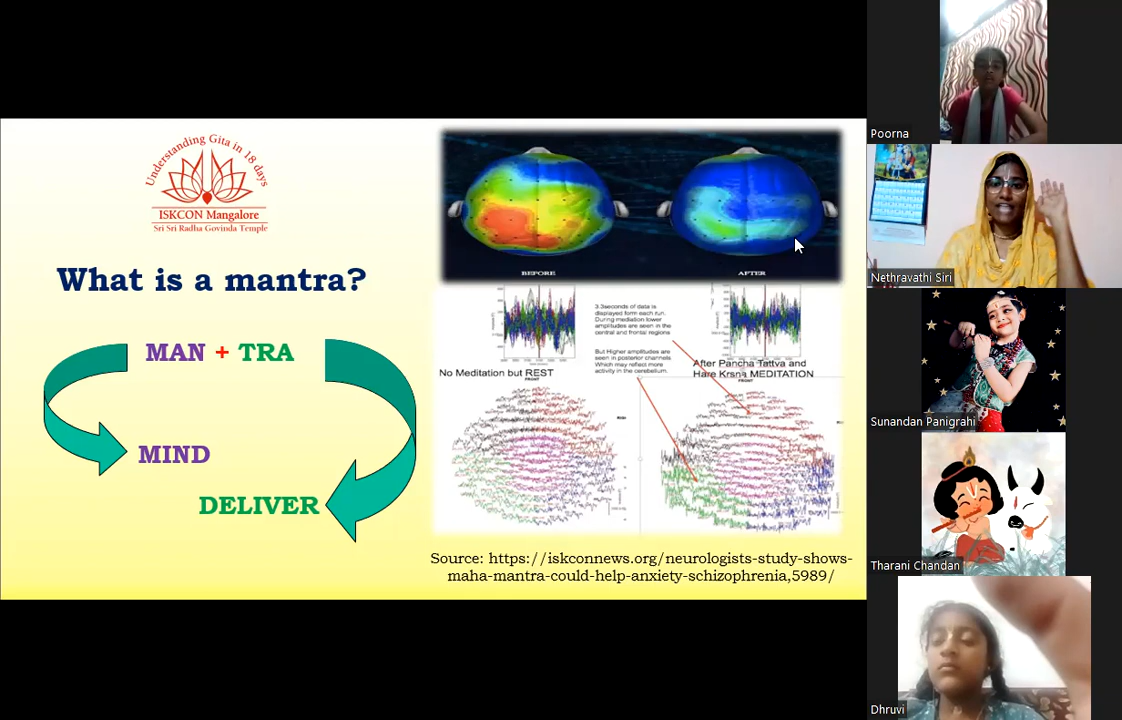 Understanding Gita in 18 days
ISKCON Mangalore
Sri Sri Radha Govinda Temple
What is a mantra?
MAN + TRA
MIND
DELIVER
BEFORE
AFTER
3.3seconds of data is
displayed form each run.
During mediation lower
amplitudes are seen in the
central and frontal regions
But Higher amplitudes are
seen in posterior channels
Which may reflect more
activity in the cerebellum.
No Meditation but REST
FRONT
After Pancha Tattva and
Hare Krsna MEDITATION
FRONT
Source: https://iskconnews.org/neurologists-study-shows-
maha-mantra-could-help-anxiety-schizophrenia,5989/
Poorna
Nethravathi Siri
Sunandan Panigrahi
Tharani Chandan
Dhruvi